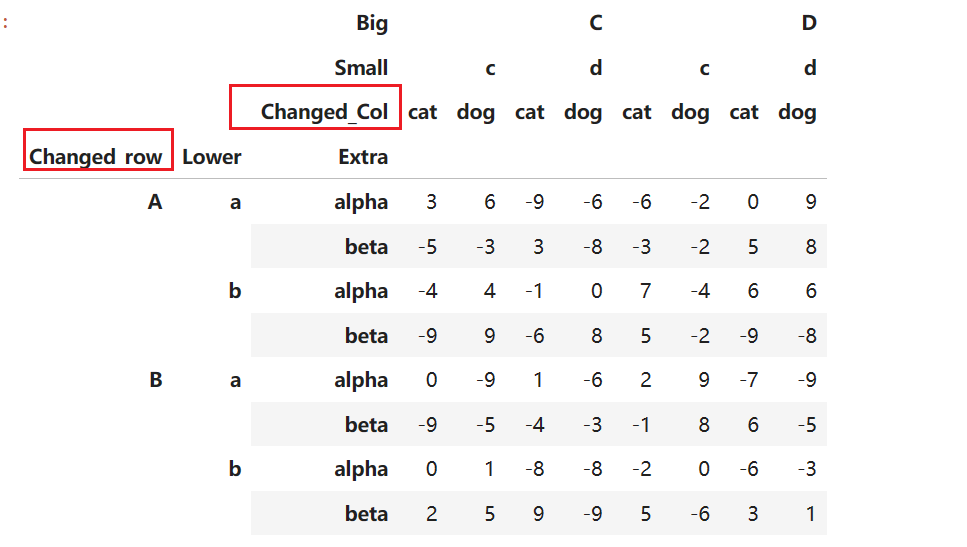 :
Big C D
Small c d c d
Changed_Col cat dog cat dog cat dog cat dog
Changed_row Lower Extra
A a alpha 3 6 -9 -6 -6 -2 0 9
beta -5 -3 3 -8 -3 -2 5 8
b alpha -4 4 -1 0 7 -4 6 6
beta -9 9 -6 8 5 -2 -9 -8
B a alpha 0 -9 1 -6 2 9 -7 -9
beta -9 -5 -4 -3 -1 8 6 -5
b alpha 0 1 -8 -8 -2 0 -6 -3
beta 2 5 9 -9 5 -6 3 1